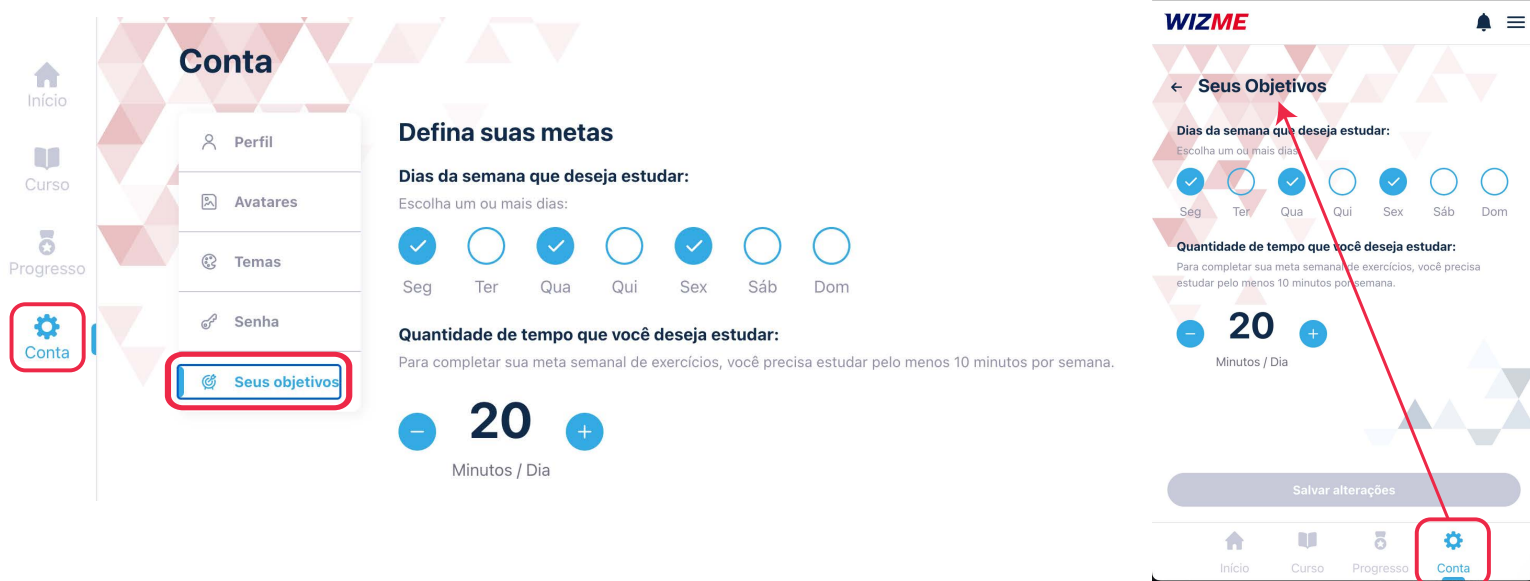 Início
Curso
Progresso
Conta
Conta
Perfil
Avatares
Temas
Senha
Seus objetivos
Defina suas metas
Dias da semana que deseja estudar:
Escolha um ou mais dias:
Seg Ter Qua Qui Sex Sáb Dom
Quantidade de tempo que você deseja estudar:
Para completar sua meta semanal de exercícios, você precisa estudar pelo menos 10 minutos por semana.
20
Minutos / Dia
WIZME
Seus Objetivos
Dias da semana que deseja estudar:
Escolha um ou mais dias:
Seg Ter Qua Qui Sex Sáb Dom
Quantidade de tempo que você deseja estudar:
Para completar sua meta semanal de exercícios, você precisa
estudar pelo menos 10 minutos por semana.
20
Minutos / Dia
Salvar alterações
Início Curso Progresso Conta